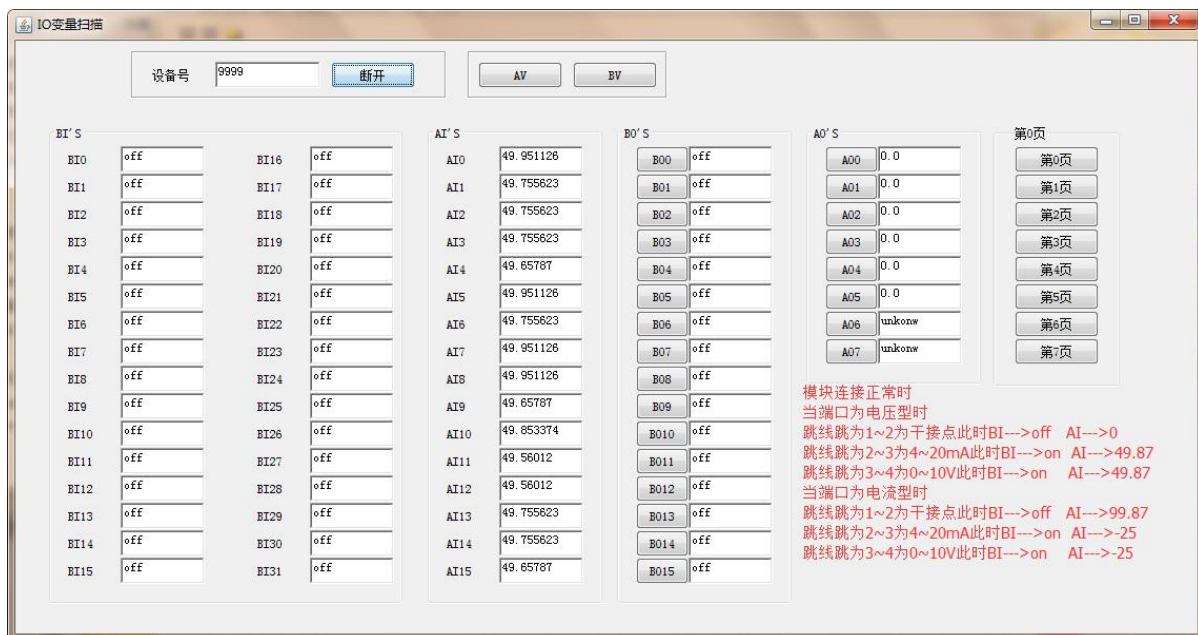 IO变量扫描
设备号 9999 断开 AV BV
BI'S AI'S BO'S AO'S 第0页
BI0 off BI16 off AI0 49.951126 BO0 off AO0 0.0 第0页
BI1 off BI17 off AI1 49.755623 BO1 off AO1 0.0 第1页
BI2 off BI18 off AI2 49.755623 BO2 off AO2 0.0 第2页
BI3 off BI19 off AI3 49.755623 BO3 off AO3 0.0 第3页
BI4 off BI20 off AI4 49.65787 BO4 off AO4 0.0 第4页
BI5 off BI21 off AI5 49.951126 BO5 off AO5 0.0 第5页
BI6 off BI22 off AI6 49.755623 BO6 off AO6 unkonw 第6页
BI7 off BI23 off AI7 49.951126 BO7 off AO7 unkonw 第7页
BI8 off BI24 off AI8 49.951126 BO8 off
BI9 off BI25 off AI9 49.65787 BO9 off
BI10 off BI26 off AI10 49.853374 BO10 off
BI11 off BI27 off AI11 49.56012 BO11 off
BI12 off BI28 off AI12 49.56012 BO12 off
BI13 off BI29 off AI13 49.755623 BO13 off
BI14 off BI30 off AI14 49.755623 BO14 off
BI15 off BI31 off AI15 49.65787 BO15 off
模块连接正常时
当端口为电压型时
跳线跳为1~2为干接点此时BI--->off AI--->0
跳线跳为2~3为4~20mA此时BI--->on AI--->49.87
跳线跳为3~4为0~10V此时BI--->on AI--->49.87
当端口为电流型时
跳线跳为1~2为干接点此时BI--->off AI--->99.87
跳线跳为2~3为4~20mA此时BI--->on AI--->-25
跳线跳为3~4为0~10V此时BI--->on AI--->-25